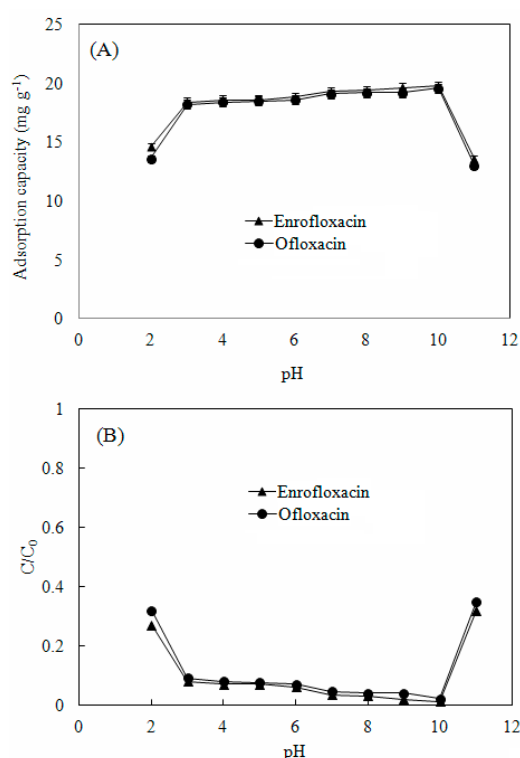 (A)
Adsorption capacity (mg g⁻¹)
25
20
15
10
5
0
Enrofloxacin
Ofloxacin
0 2 4 6 8 10 12
pH
(B)
C/C₀
1
0.8
0.6
0.4
0.2
0
Enrofloxacin
Ofloxacin
0 2 4 6 8 10 12
pH